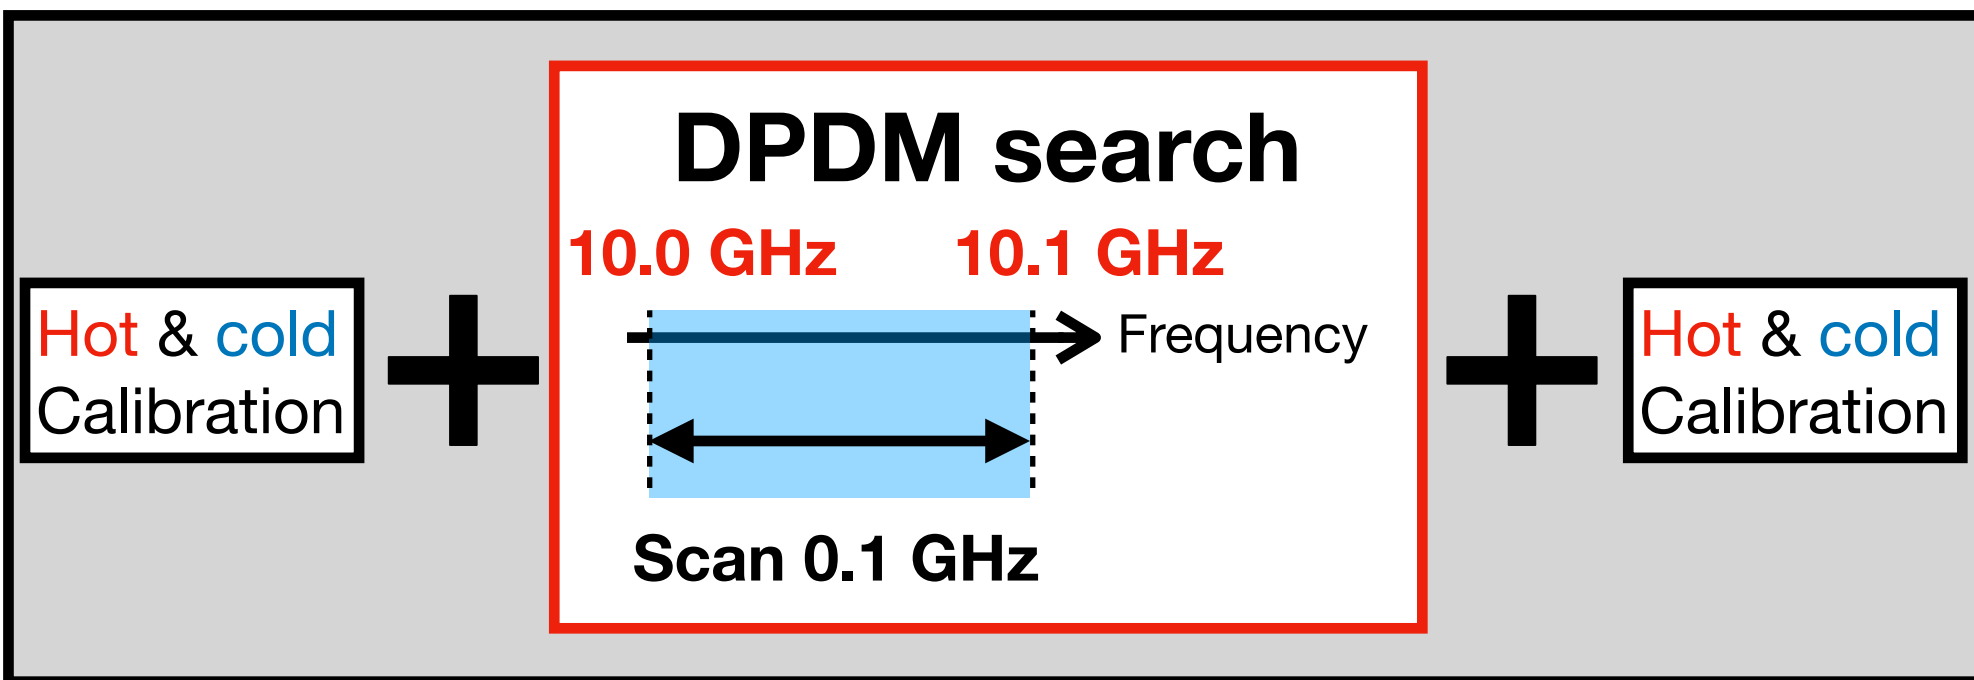 Hot & cold
Calibration
DPDM search
10.0 GHz 10.1 GHz
Frequency
Scan 0.1 GHz
Hot & cold
Calibration